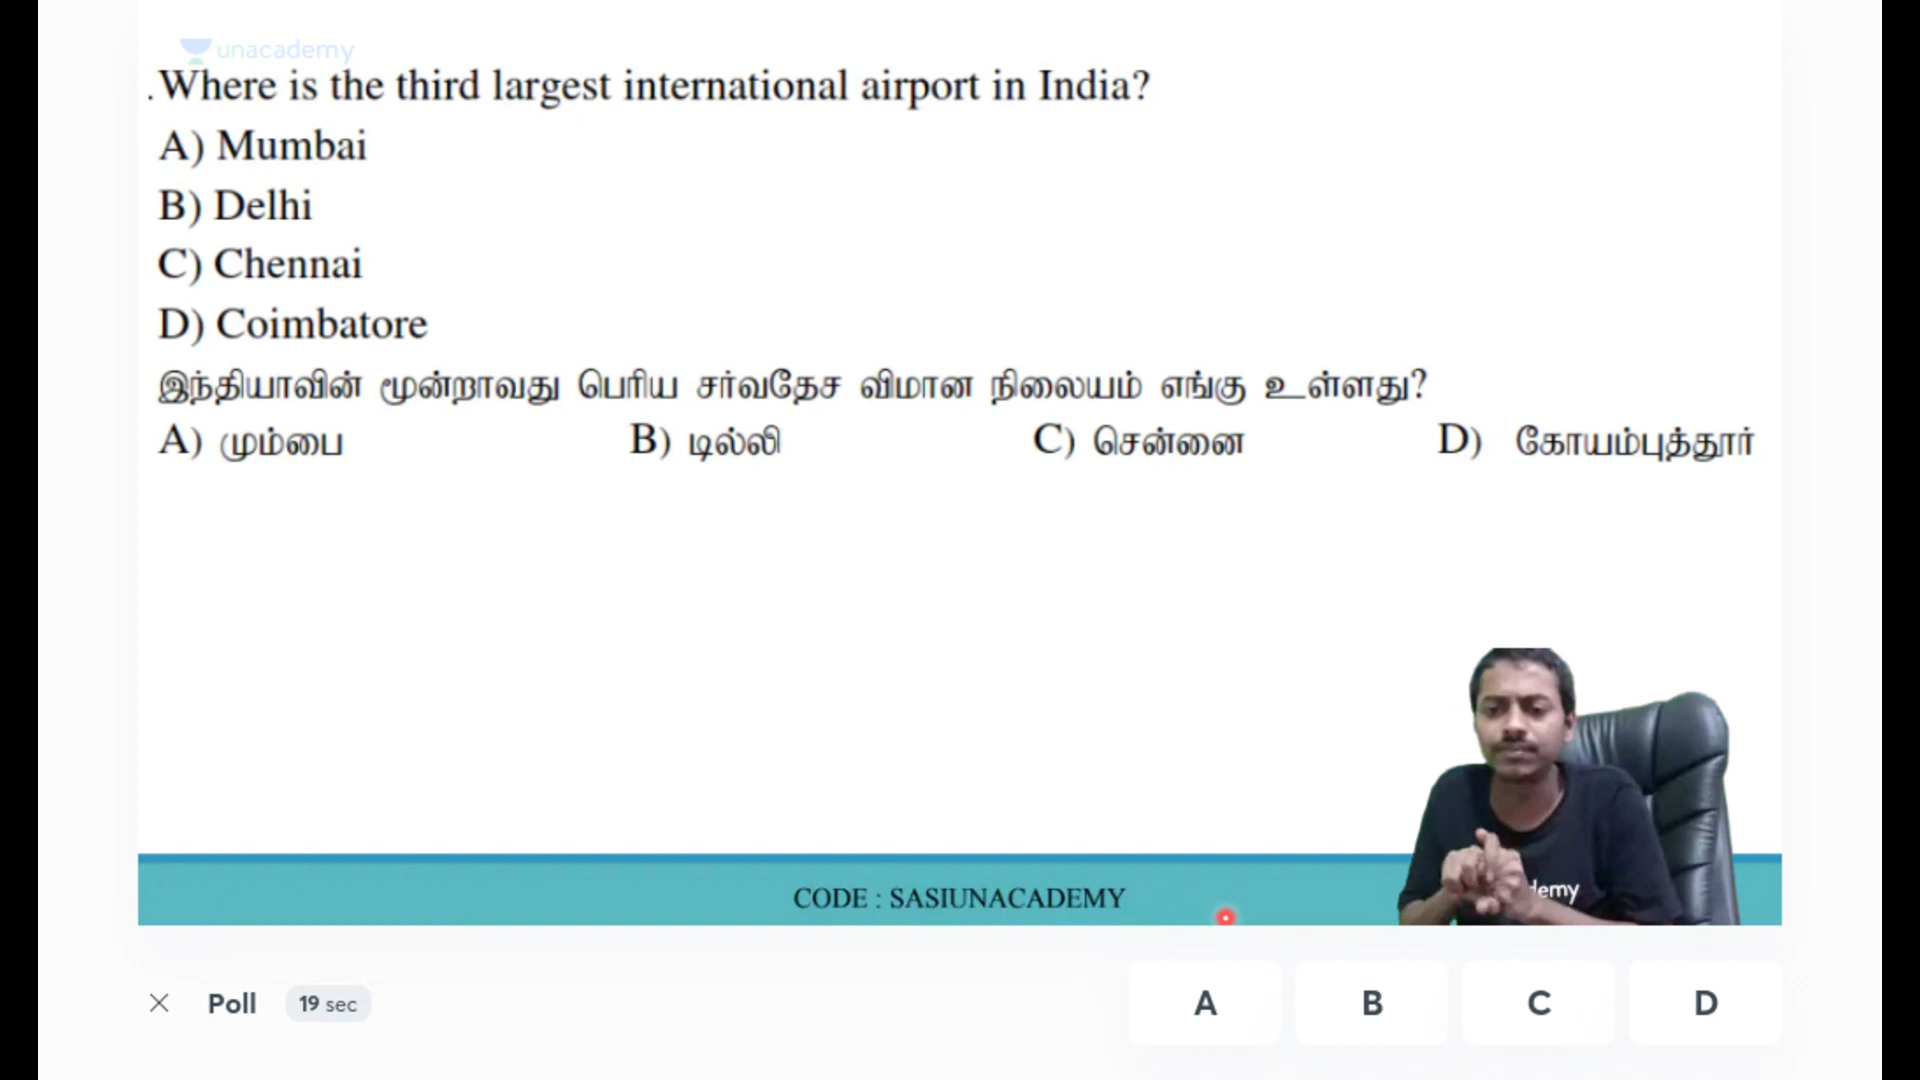 unacademy
.Where is the third largest international airport in India?
A) Mumbai
B) Delhi
C) Chennai
D) Coimbatore
இந்தியாவின் மூன்றாவது பெரிய சர்வதேச விமான நிலையம் எங்கு உள்ளது?
A) மும்பை B) டில்லி C) சென்னை D) கோயம்புத்தூர்
demy
CODE : SASIUNACADEMY
Poll 19 sec A B C D